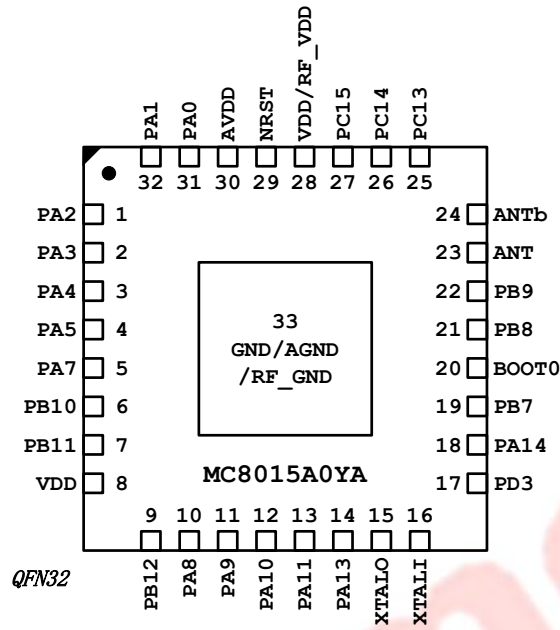 PA1 PA0 AVDD NRST VDD/RF_VDD PC15 PC14 PC13
32 31 30 29 28 27 26 25
PA2 1 24 ANTb
PA3 2 23 ANT
PA4 3 22 PB9
PA5 4 21 PB8
PA7 5 20 BOOT0
PB10 6 19 PB7
PB11 7 18 PA14
VDD 8 17 PD3
33
GND/AGND
/RF_GND
MC8015A0YA
9 10 11 12 13 14 15 16
PB12 PA8 PA9 PA10 PA11 PA13 XTALO XTALI
QFN32